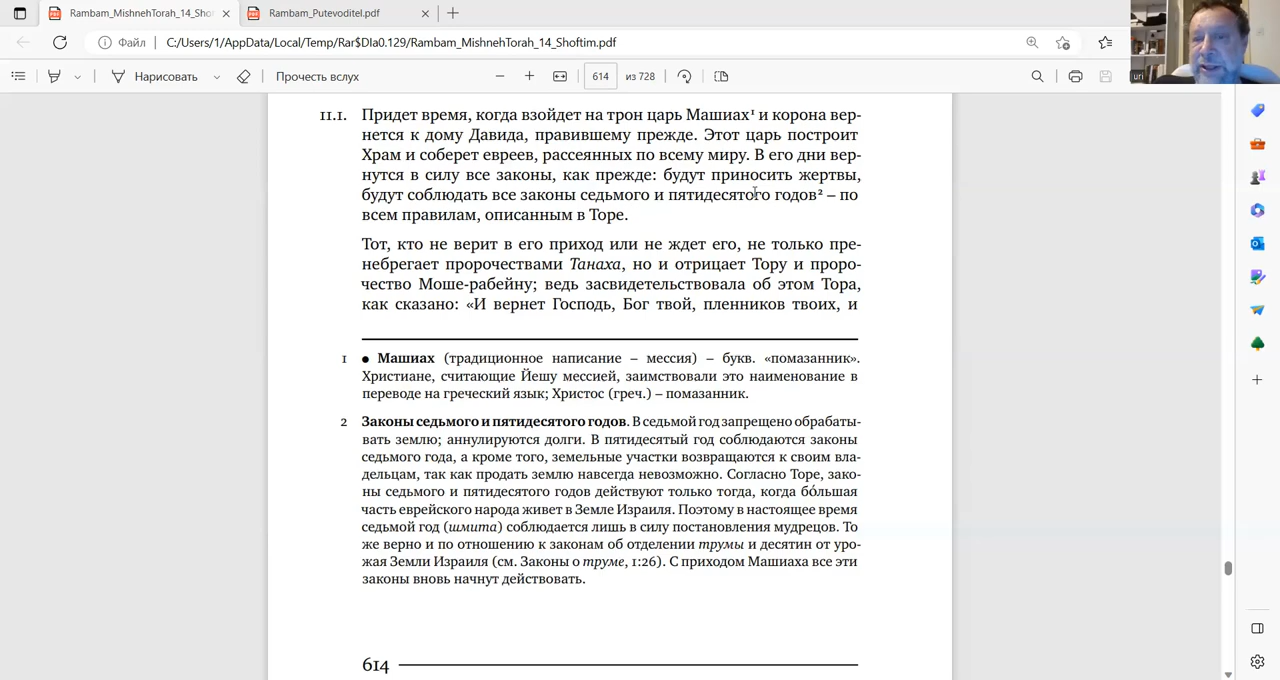 Rambam_MishnehTorah_14_Sho
Rambam_Putevoditel.pdf
Файл
C:/Users/1/AppData/Local/Temp/Rar$DIa0.129/Rambam_MishnehTorah_14_Shoftim.pdf
Нарисовать
Прочесть вслух
614 из 728
uri
11.1. Придет время, когда взойдет на трон царь Машиах¹ и корона вер-
нется к дому Давида, правившему прежде. Этот царь построит
Храм и соберет евреев, рассеянных по всему миру. В его дни вер-
нутся в силу все законы, как прежде: будут приносить жертвы,
будут соблюдать все законы седьмого и пятидесятого годов² – по
всем правилам, описанным в Торе.
Тот, кто не верит в его приход или не ждет его, не только пре-
небрегает пророчествами Танаха, но и отрицает Тору и проро-
чество Моше-рабейну; ведь засвидетельствовала об этом Тора,
как сказано: «И вернет Господь, Бог твой, пленников твоих, и
1 ● Машиах (традиционное написание – мессия) – букв. «помазанник».
Христиане, считающие Йешу мессией, заимствовали это наименование в
переводе на греческий язык; Христос (греч.) – помазанник.
2 Законы седьмого и пятидесятого годов. В седьмой год запрещено обрабаты-
вать землю; аннулируются долги. В пятидесятый год соблюдаются законы
седьмого года, а кроме того, земельные участки возвращаются к своим вла-
дельцам, так как продать землю навсегда невозможно. Согласно Торе, зако-
ны седьмого и пятидесятого годов действуют только тогда, когда бо́льшая
часть еврейского народа живет в Земле Израиля. Поэтому в настоящее время
седьмой год (шмита) соблюдается лишь в силу постановления мудрецов. То
же верно и по отношению к законам об отделении трумы и десятин от уро-
жая Земли Израиля (см. Законы о труме, 1:26). С приходом Машиаха все эти
законы вновь начнут действовать.
614